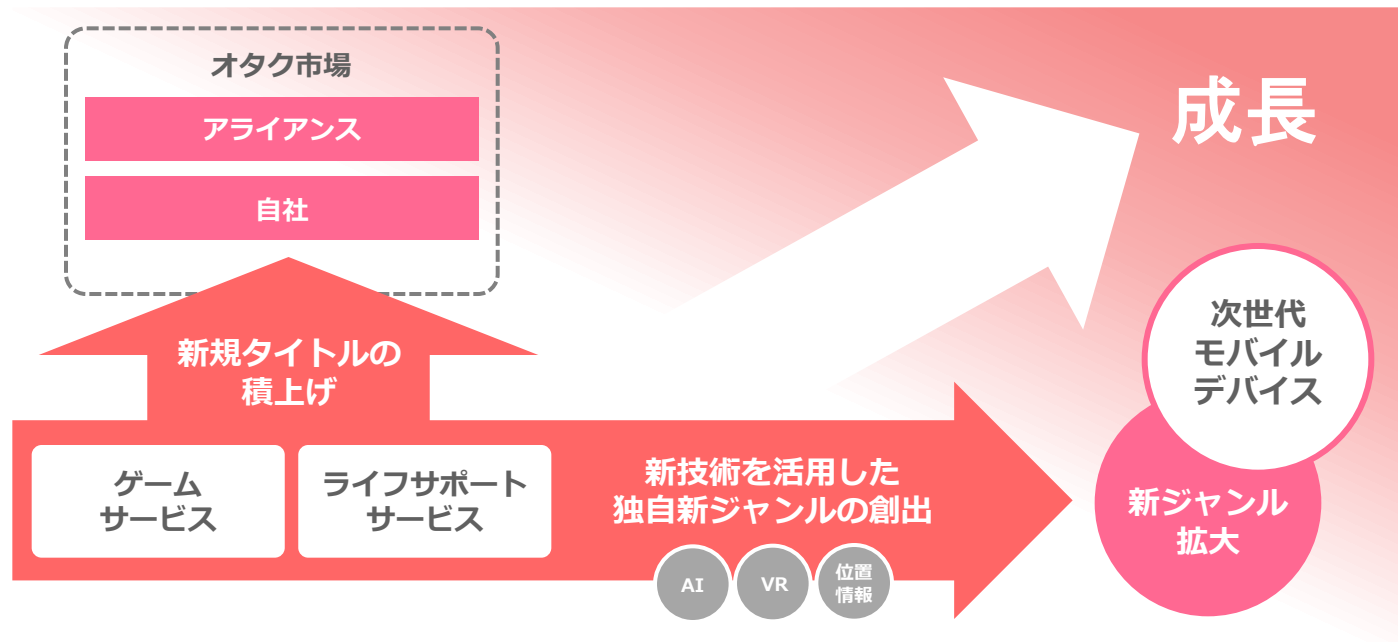 オタク市場
アライアンス
自社
成長
新規タイトルの
積上げ
次世代
モバイル
デバイス
ゲーム
サービス
ライフサポート
サービス
新技術を活用した
独自新ジャンルの創出
AI
VR
位置
情報
新ジャンル
拡大